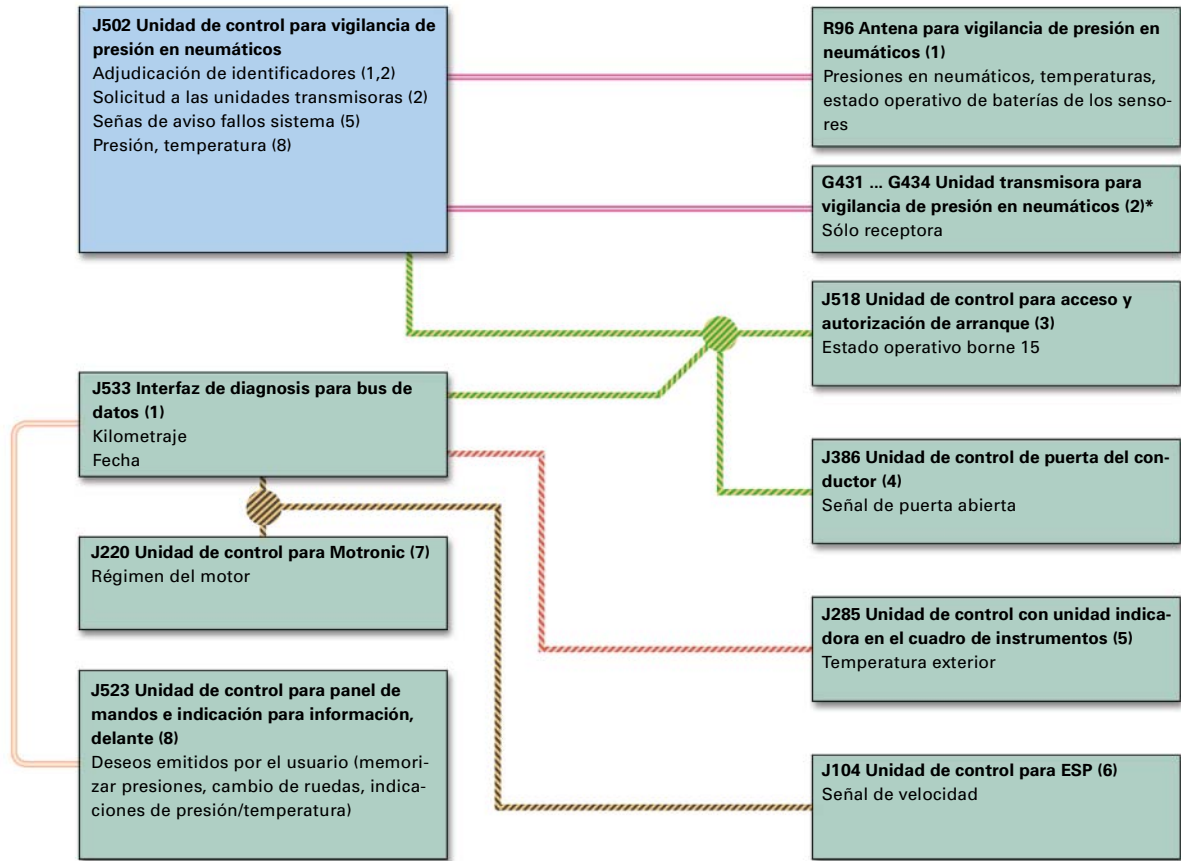 J502 Unidad de control para vigilancia de
presión en neumáticos
Adjudicación de identificadores (1,2)
Solicitud a las unidades transmisoras (2)
Señas de aviso fallos sistema (5)
Presión, temperatura (8)
R96 Antena para vigilancia de presión en
neumáticos (1)
Presiones en neumáticos, temperaturas,
estado operativo de baterías de los senso-
res
G431 ... G434 Unidad transmisora para
vigilancia de presión en neumáticos (2)*
Sólo receptora
J518 Unidad de control para acceso y
autorización de arranque (3)
Estado operativo borne 15
J533 Interfaz de diagnosis para bus de
datos (1)
Kilometraje
Fecha
J386 Unidad de control de puerta del con-
ductor (4)
Señal de puerta abierta
J220 Unidad de control para Motronic (7)
Régimen del motor
J285 Unidad de control con unidad indica-
dora en el cuadro de instrumentos (5)
Temperatura exterior
J523 Unidad de control para panel de
mandos e indicación para información,
delante (8)
Deseos emitidos por el usuario (memori-
zar presiones, cambio de ruedas, indica-
ciones de presión/temperatura)
J104 Unidad de control para ESP (6)
Señal de velocidad